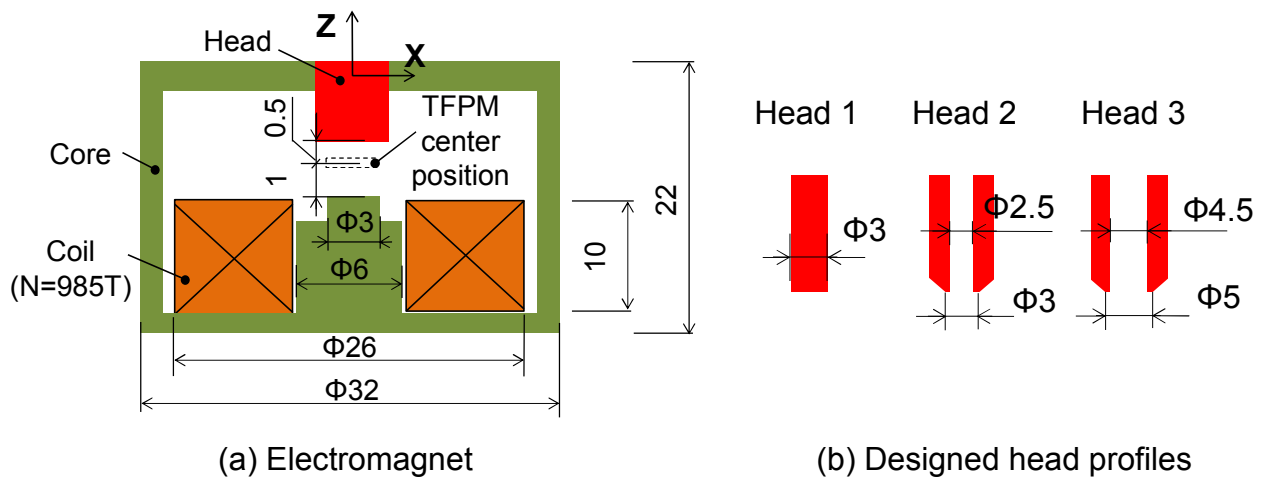 Z
Head
X
0.5
TFPM
center
position
Core
1
22
Coil
(N=985T)
Φ3
Φ6
10
Φ26
Φ32
(a) Electromagnet
Head 1
Head 2
Head 3
Φ3
Φ2.5
Φ4.5
Φ3
Φ5
(b) Designed head profiles